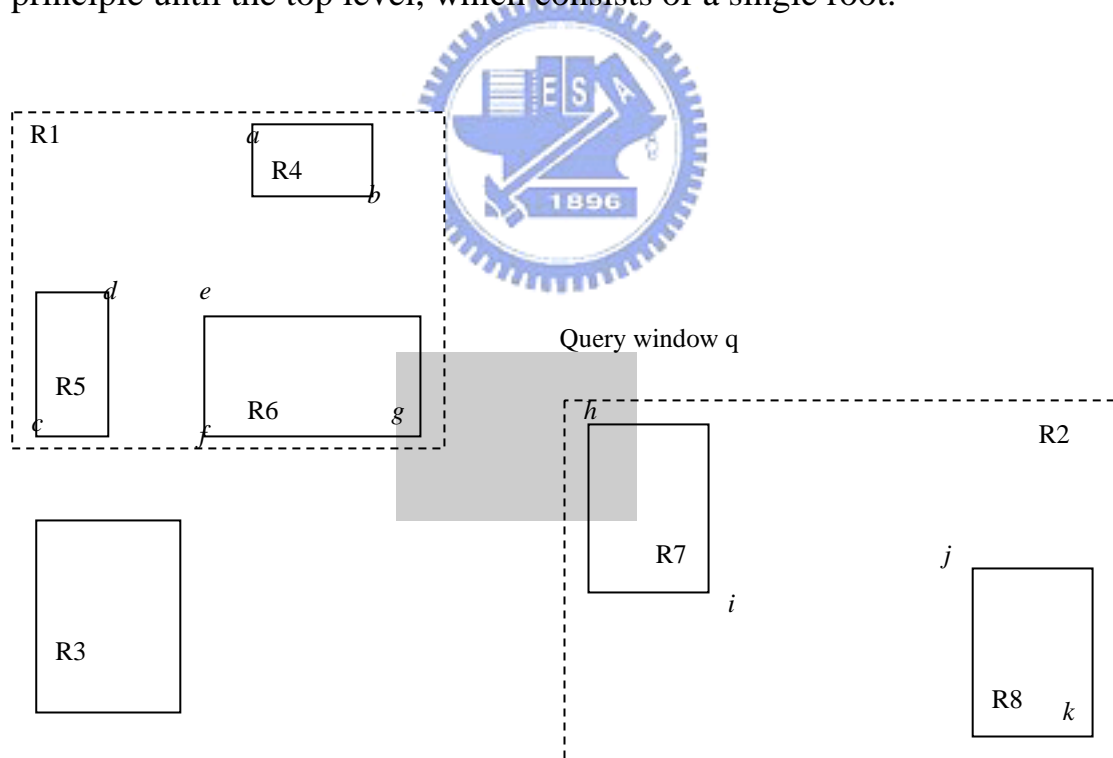 principle until the top level, which consists of a single root.
E S A
1896
R1
a
R4
b
d
e
Query window q
R5
c
R6
g
f
h
R2
R7
i
j
R3
R8
k